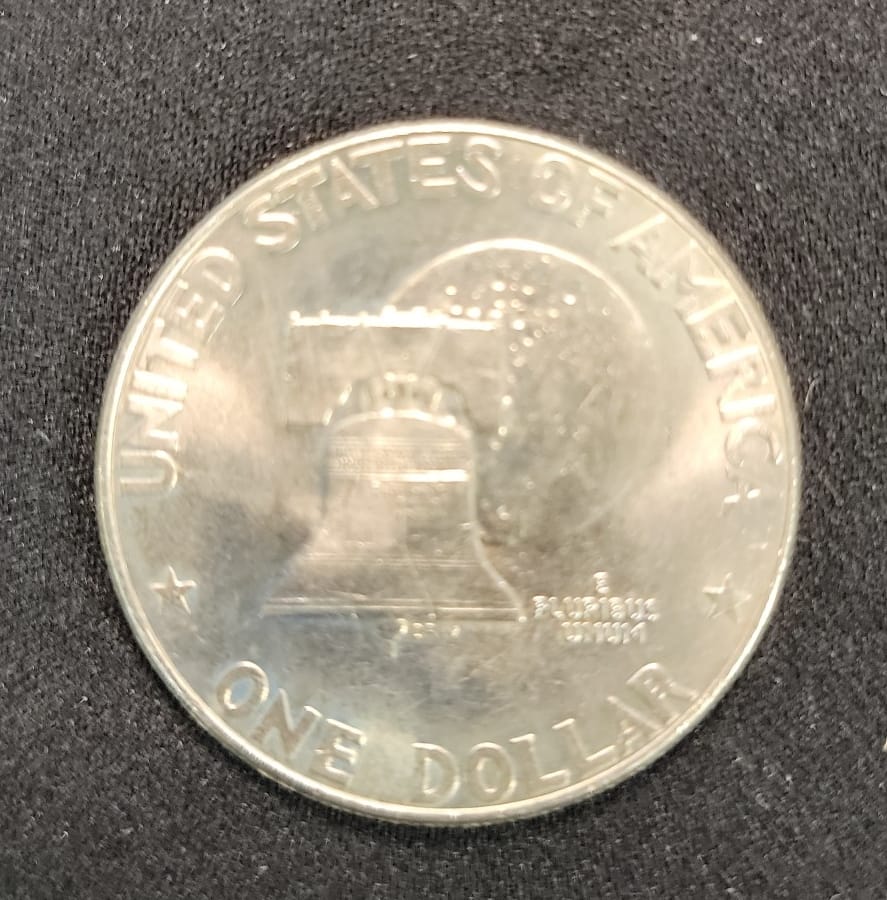 UNITED STATES OF AMERICA
E
PLURIBUS
UNUM
ONE DOLLAR